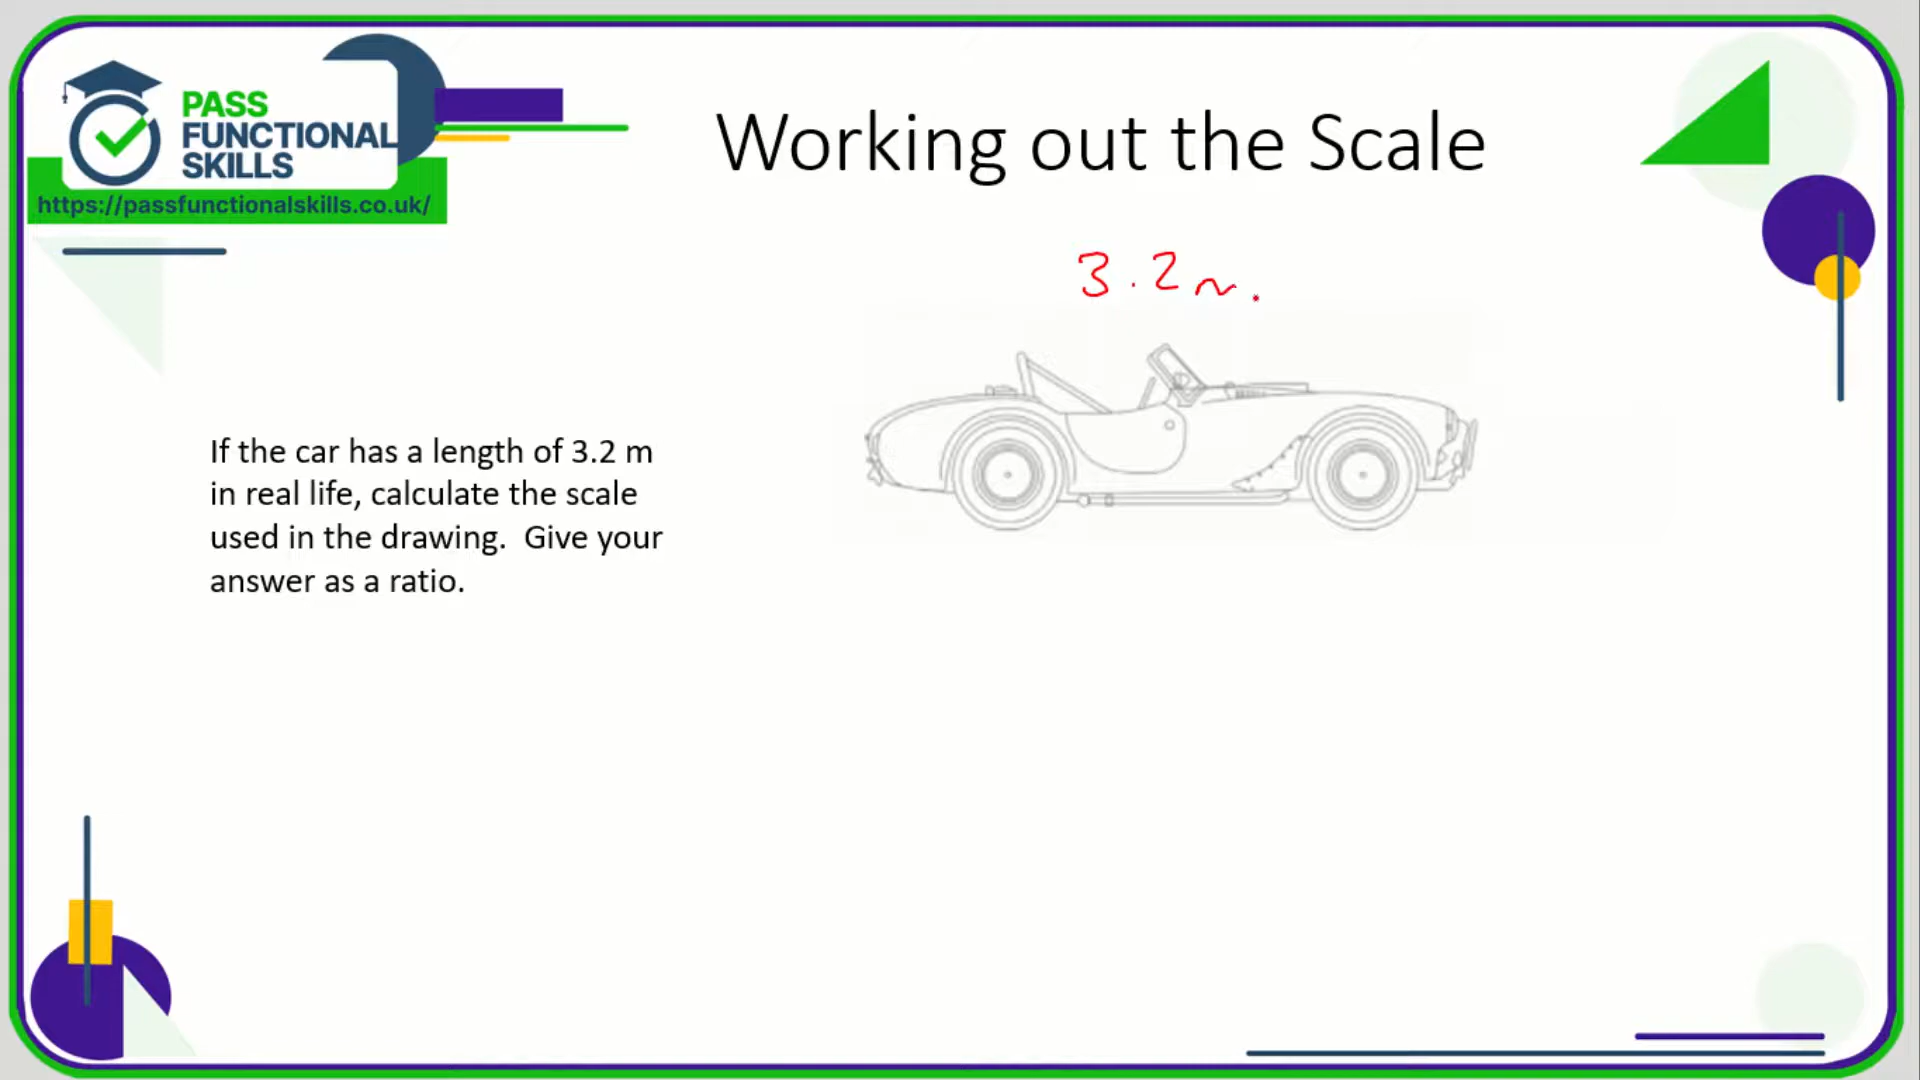 PASS
FUNCTIONAL
SKILLS
https://passfunctionalskills.co.uk/
Working out the Scale
3.2m.
If the car has a length of 3.2 m
in real life, calculate the scale
used in the drawing.  Give your
answer as a ratio.